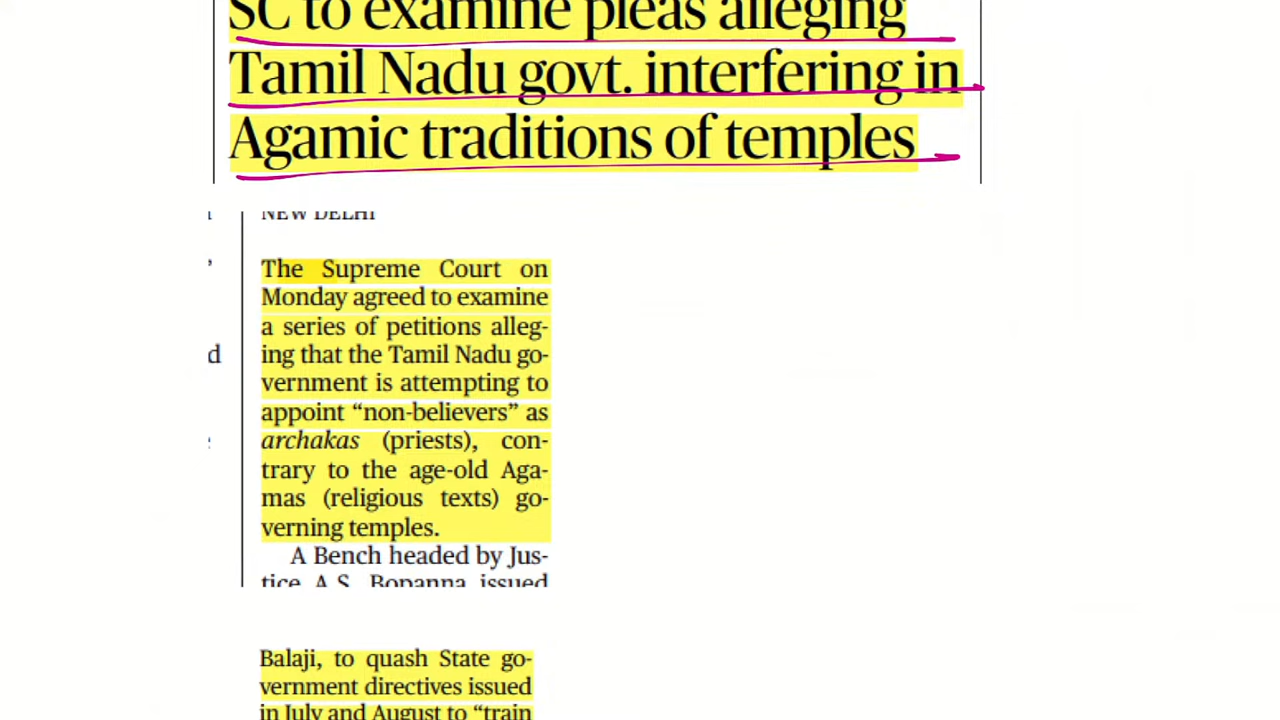 SC to examine pleas alleging
Tamil Nadu govt. interfering in
Agamic traditions of temples
NEW DELHI
The Supreme Court on
Monday agreed to examine
a series of petitions alleg-
ing that the Tamil Nadu go-
vernment is attempting to
appoint “non-believers” as
archakas (priests), con-
trary to the age-old Aga-
mas (religious texts) go-
verning temples.
A Bench headed by Jus-
tice A.S. Bopanna issued
Balaji, to quash State go-
vernment directives issued
in July and August to “train